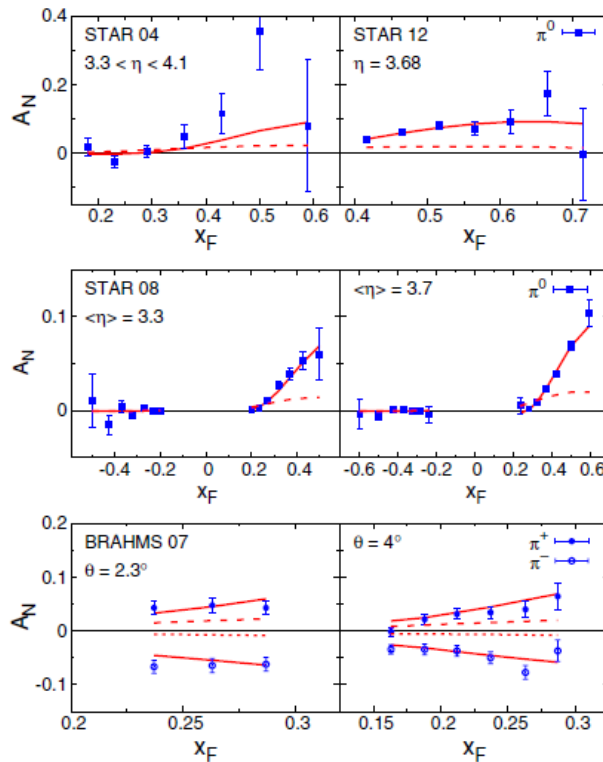 STAR 04
3.3 < η < 4.1
STAR 12
η = 3.68
π⁰
A_N
0.4
0.2
0
0.2 0.3 0.4 0.5 0.6
0.4 0.5 0.6 0.7
x_F
x_F
STAR 08
<η> = 3.3
<η> = 3.7
π⁰
A_N
0.1
0
-0.4 -0.2 0 0.2 0.4
-0.6 -0.4 -0.2 0 0.2 0.4 0.6
x_F
x_F
BRAHMS 07
θ = 2.3°
θ = 4°
π⁺
π⁻
A_N
0.2
0.1
0
-0.1
0.2 0.25 0.3
0.15 0.2 0.25 0.3
x_F
x_F